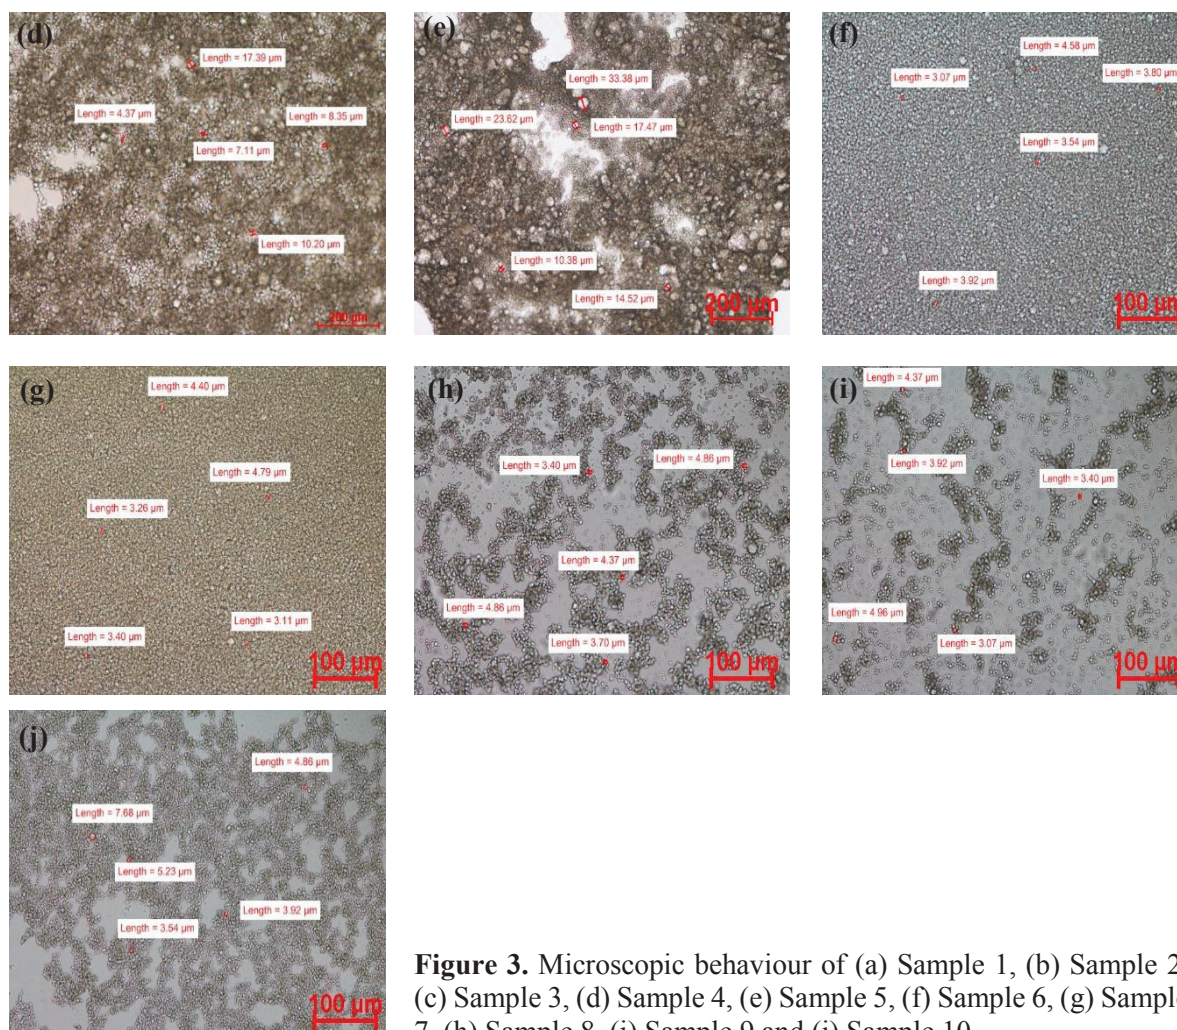 (d)
Length = 17.39 µm
Length = 4.37 µm
Length = 8.35 µm
Length = 7.11 µm
Length = 10.20 µm
200 µm
(e)
Length = 33.38 µm
Length = 23.62 µm
Length = 17.47 µm
Length = 10.38 µm
Length = 14.52 µm
200 µm
(f)
Length = 4.58 µm
Length = 3.07 µm
Length = 3.80 µm
Length = 3.54 µm
Length = 3.92 µm
100 µm
(g)
Length = 4.40 µm
Length = 4.79 µm
Length = 3.26 µm
Length = 3.11 µm
Length = 3.40 µm
100 µm
(h)
Length = 3.40 µm
Length = 4.86 µm
Length = 4.37 µm
Length = 4.86 µm
Length = 3.70 µm
100 µm
(i)
Length = 4.37 µm
Length = 3.92 µm
Length = 3.40 µm
Length = 4.96 µm
Length = 3.07 µm
100 µm
(j)
Length = 4.86 µm
Length = 7.68 µm
Length = 5.23 µm
Length = 3.92 µm
Length = 3.54 µm
100 µm
Figure 3. Microscopic behaviour of (a) Sample 1, (b) Sample 2
(c) Sample 3, (d) Sample 4, (e) Sample 5, (f) Sample 6, (g) Sample
7, (h) Sample 8, (i) Sample 9 and (j) Sample 10